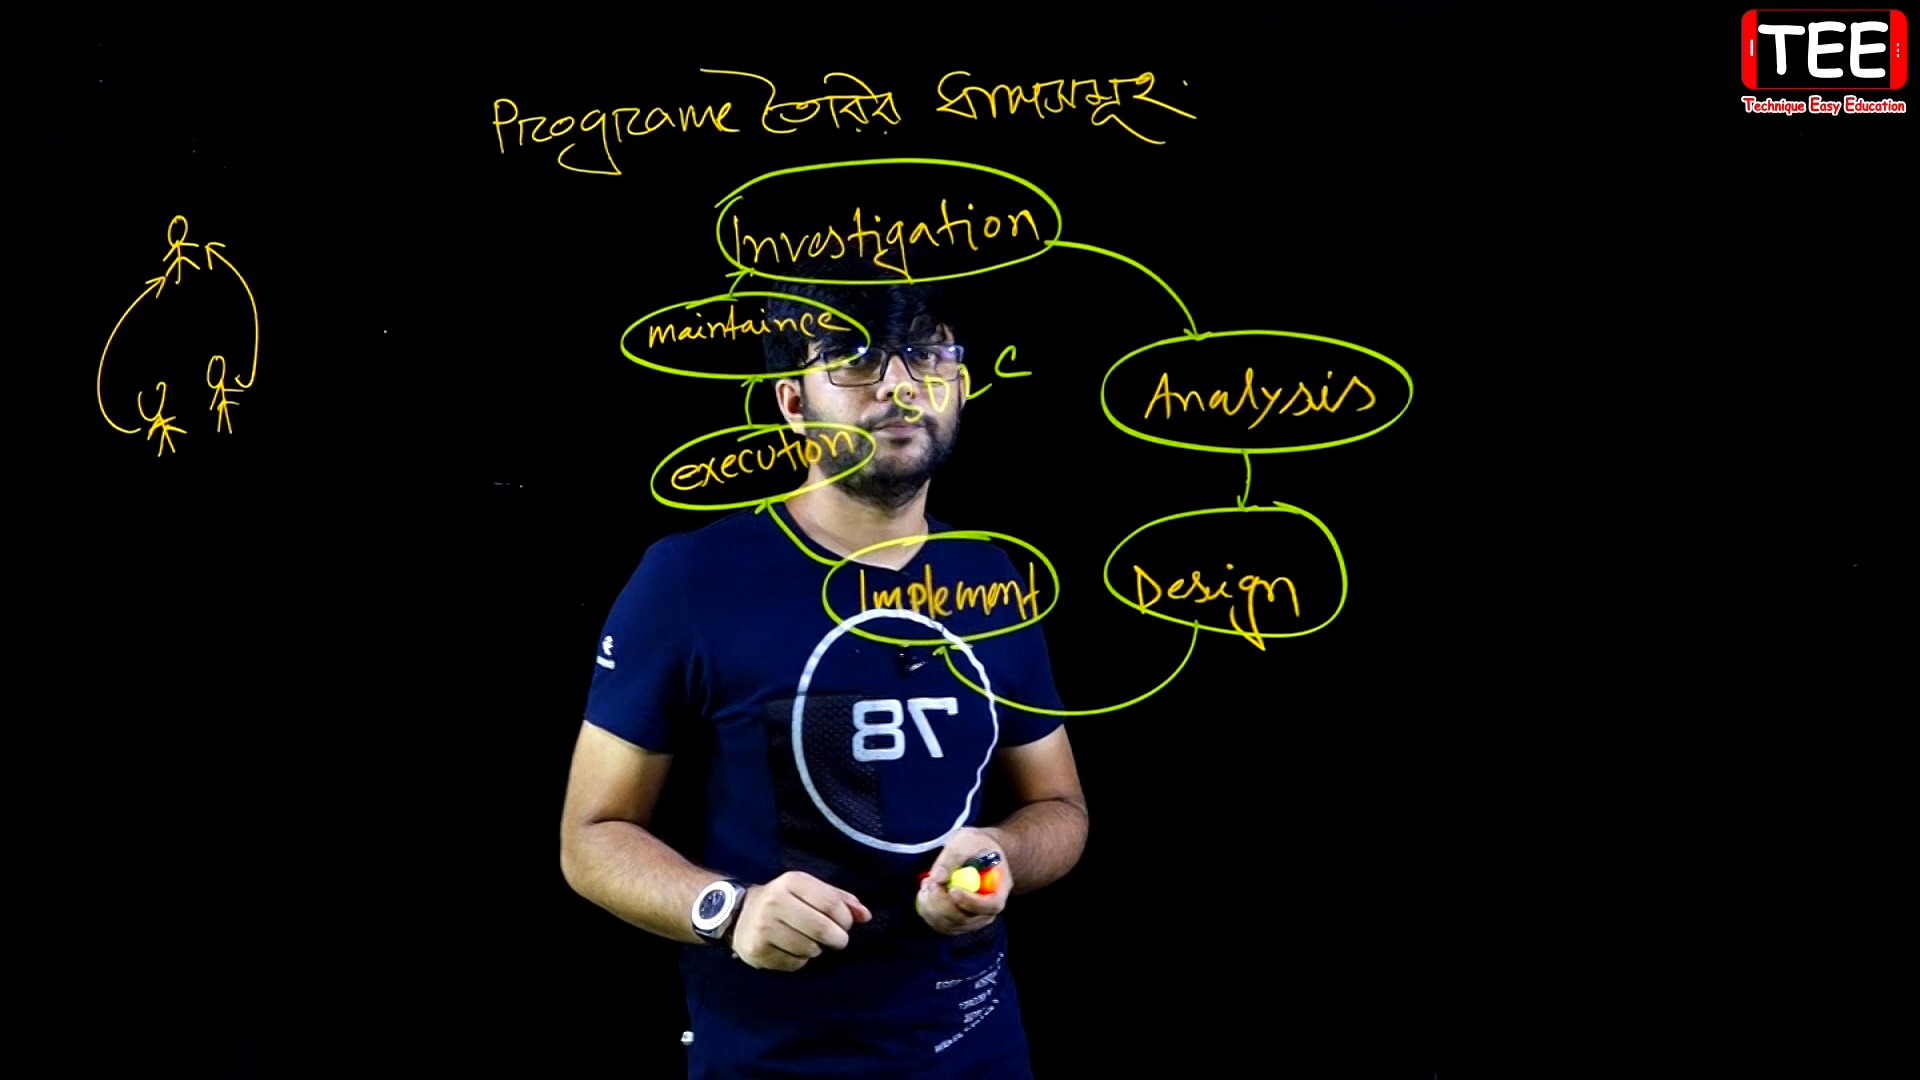 TEE
Technique Easy Education
Programe তৈরির ধাপসমূহ
Investigation
maintaince
SDLC
Analysis
execution
Implement
Design
78